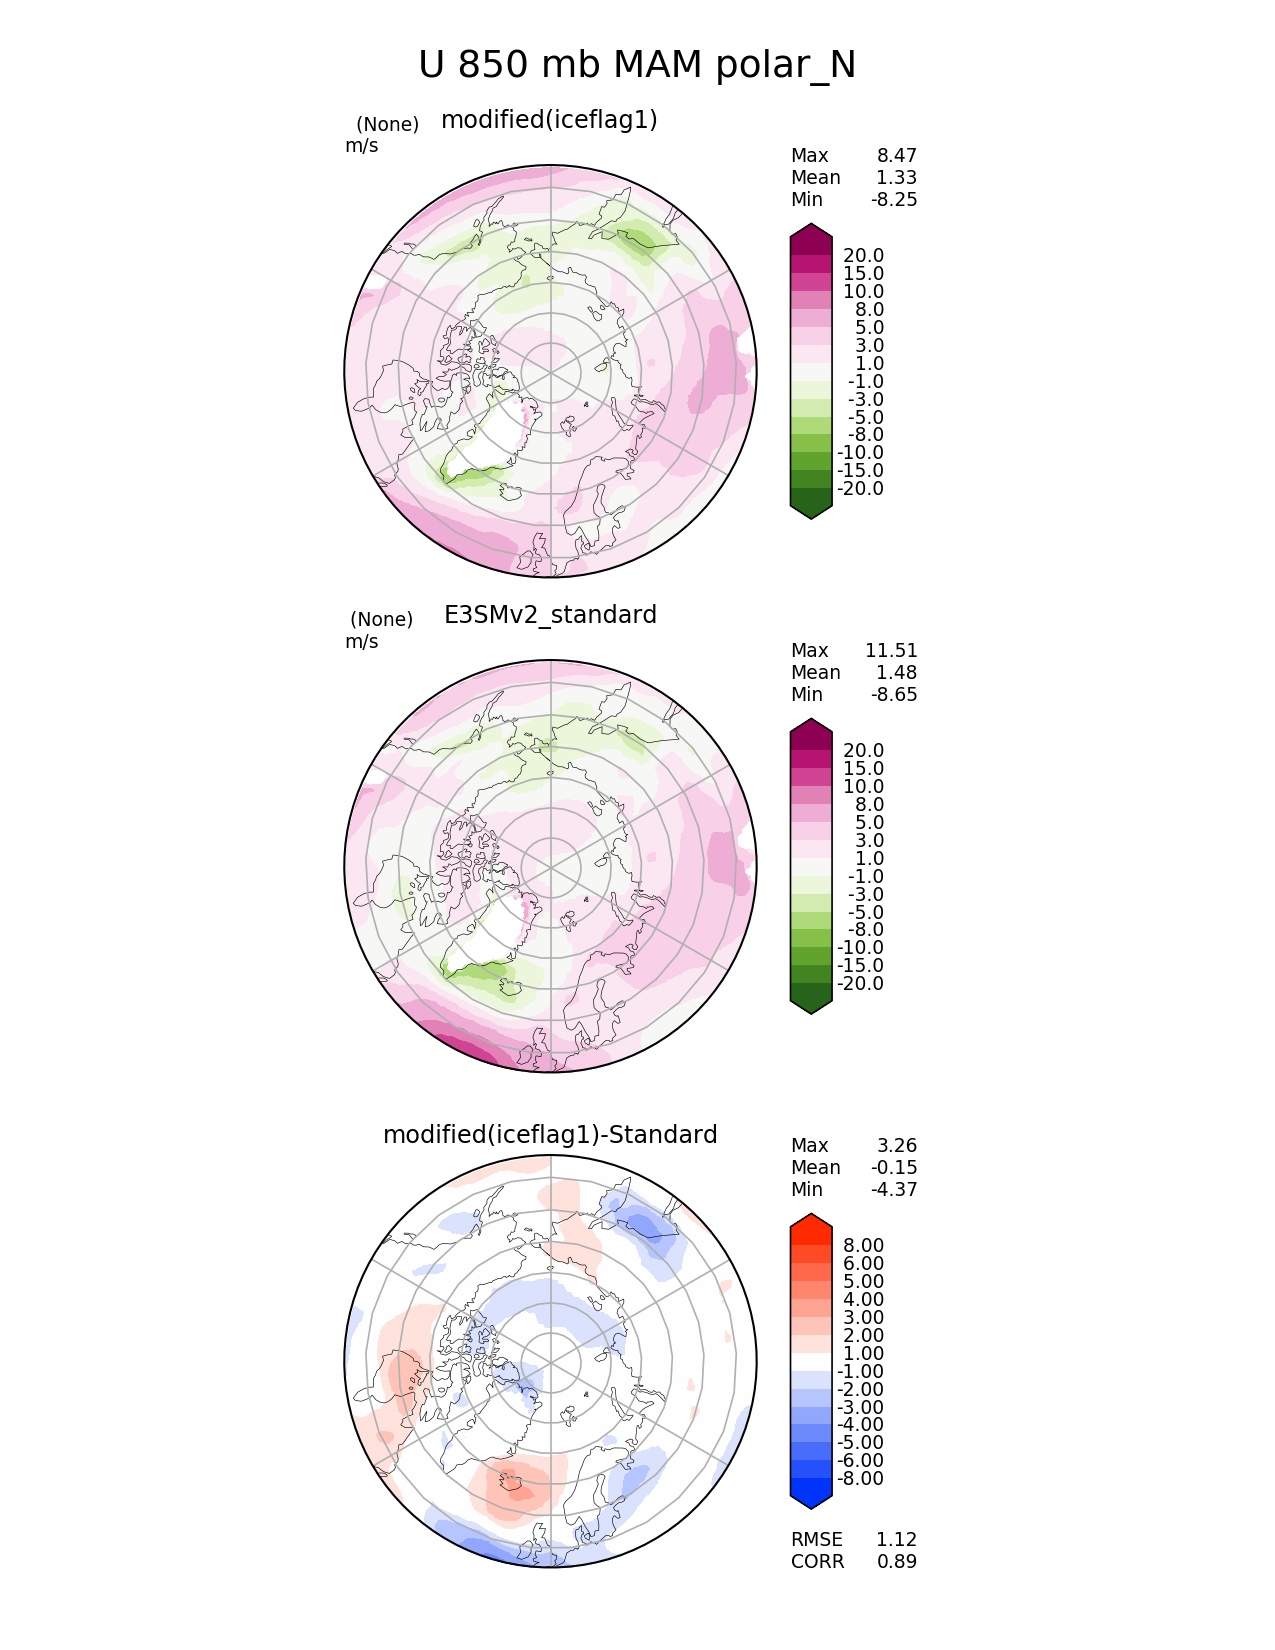 U 850 mb MAM polar_N
(None) modified(iceflag1)
m/s
Max 8.47
Mean 1.33
Min -8.25
20.0
15.0
10.0
8.0
5.0
3.0
1.0
-1.0
-3.0
-5.0
-8.0
-10.0
-15.0
-20.0
(None) E3SMv2_standard
m/s
Max 11.51
Mean 1.48
Min -8.65
20.0
15.0
10.0
8.0
5.0
3.0
1.0
-1.0
-3.0
-5.0
-8.0
-10.0
-15.0
-20.0
modified(iceflag1)-Standard
Max 3.26
Mean -0.15
Min -4.37
8.00
6.00
5.00
4.00
3.00
2.00
1.00
-1.00
-2.00
-3.00
-4.00
-5.00
-6.00
-8.00
RMSE 1.12
CORR 0.89